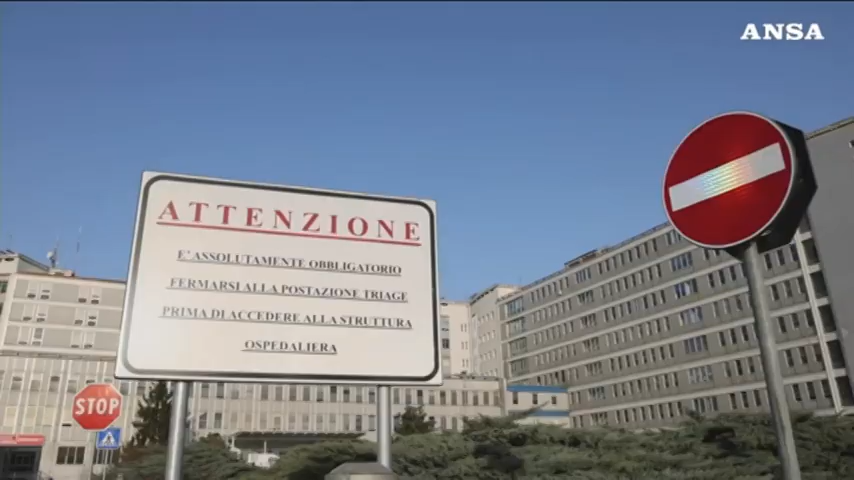 ANSA
ATTENZIONE
E' ASSOLUTAMENTE OBBLIGATORIO
FERMARSI ALLA POSTAZIONE TRIAGE
PRIMA DI ACCEDERE ALLA STRUTTURA
OSPEDALIERA
STOP